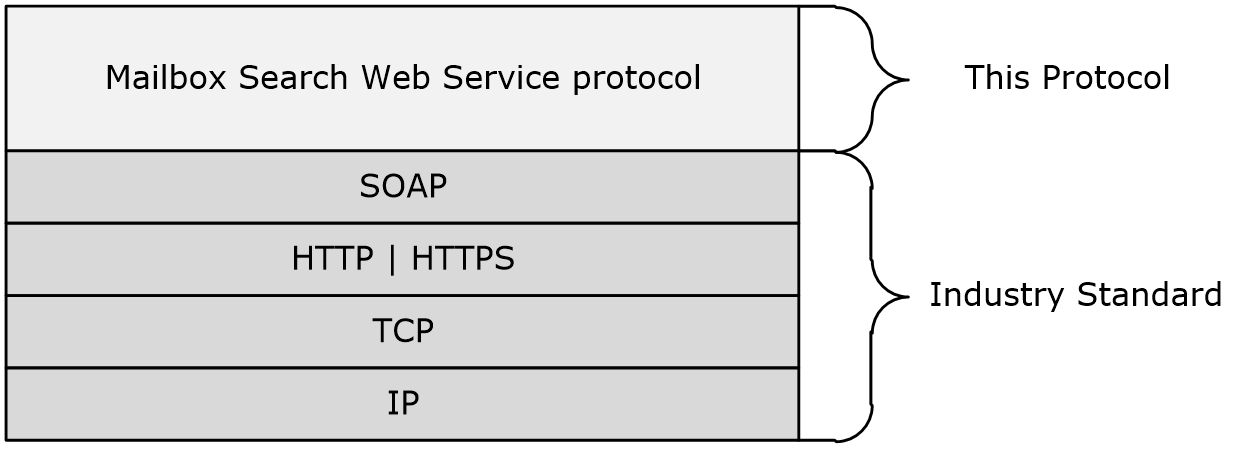 Mailbox Search Web Service protocol
This Protocol
SOAP
HTTP | HTTPS
Industry Standard
TCP
IP